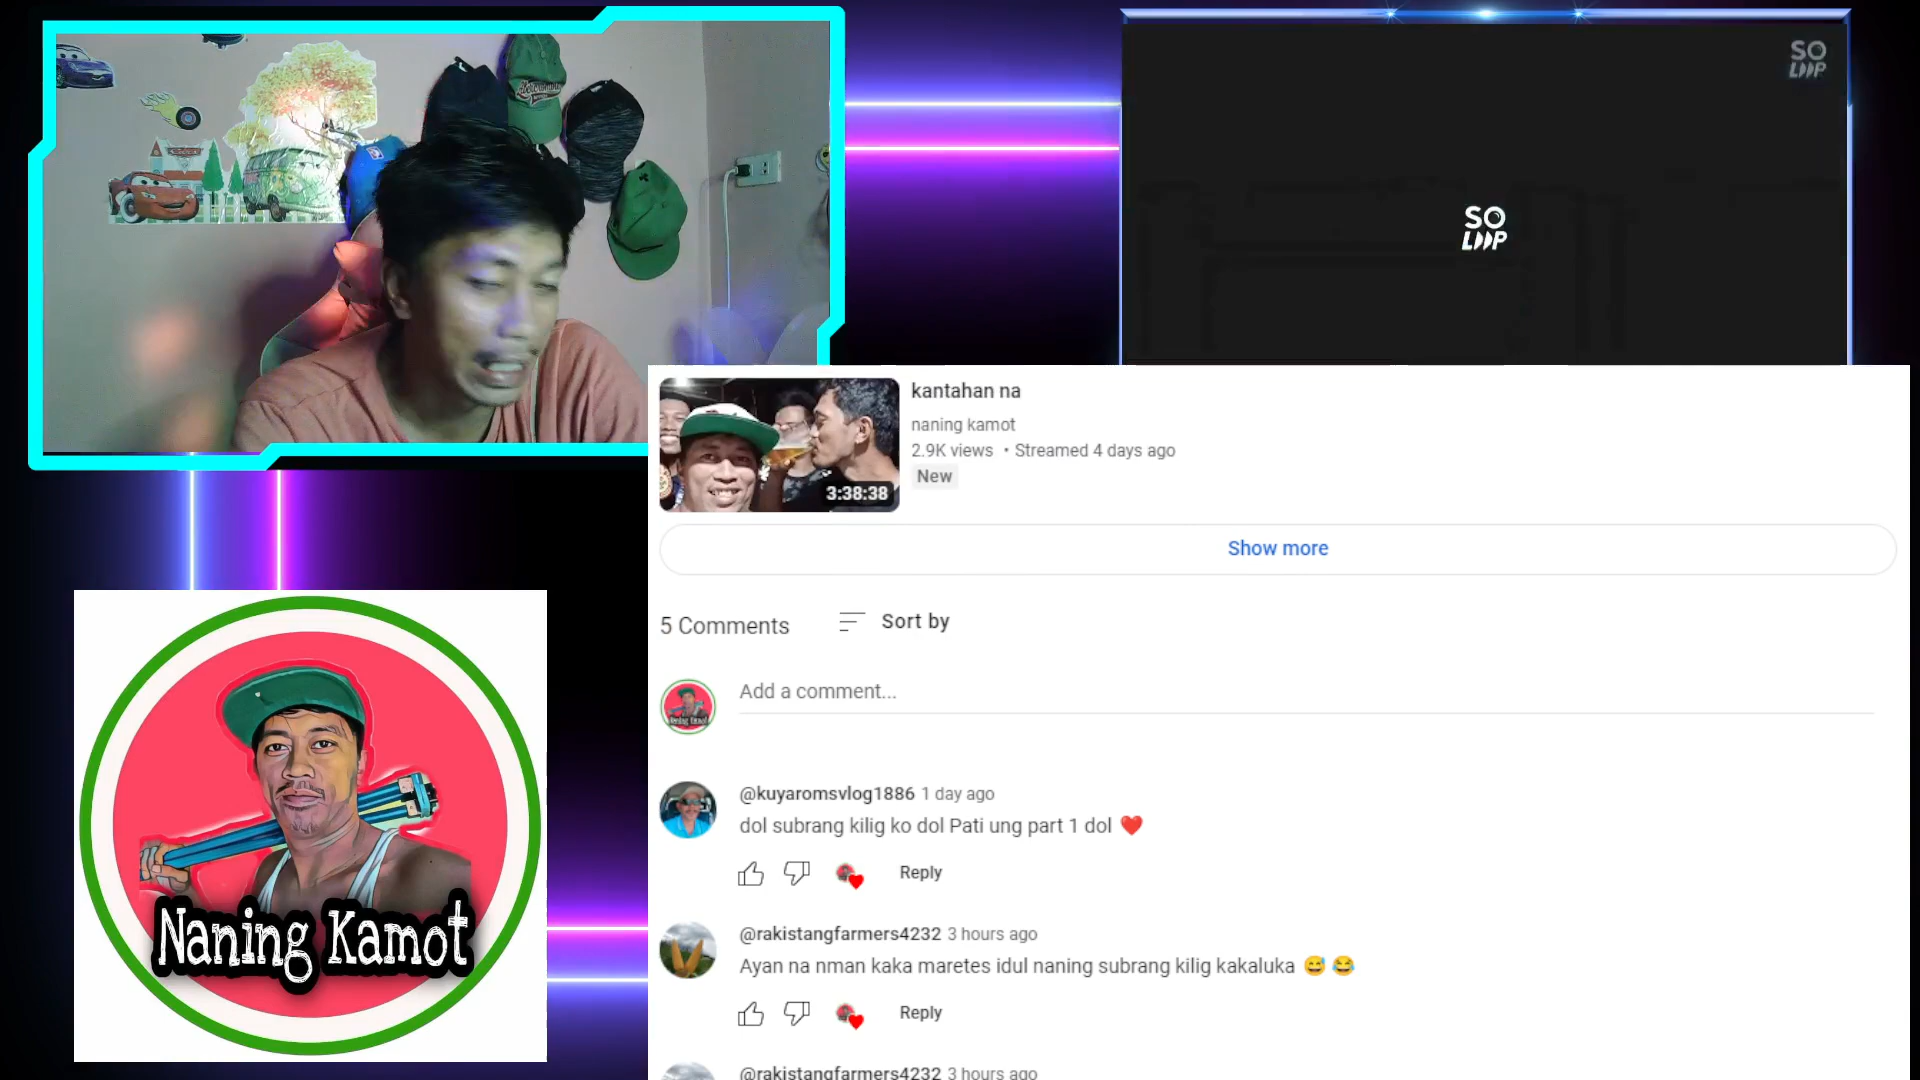 SO
LOOP
SO
LOOP
kantahan na
naning kamot
2.9K views • Streamed 4 days ago
New
3:38:38
Show more
5 Comments
Sort by
Add a comment...
@kuyaromsvlog1886 1 day ago
dol subrang kilig ko dol Pati ung part 1 dol ❤️
Reply
@rakistangfarmers4232 3 hours ago
Ayan na nman kaka maretes idul naning subrang kilig kakaluka 😅 😂
Reply
@rakistangfarmers4232 3 hours ago
Naning Kamot